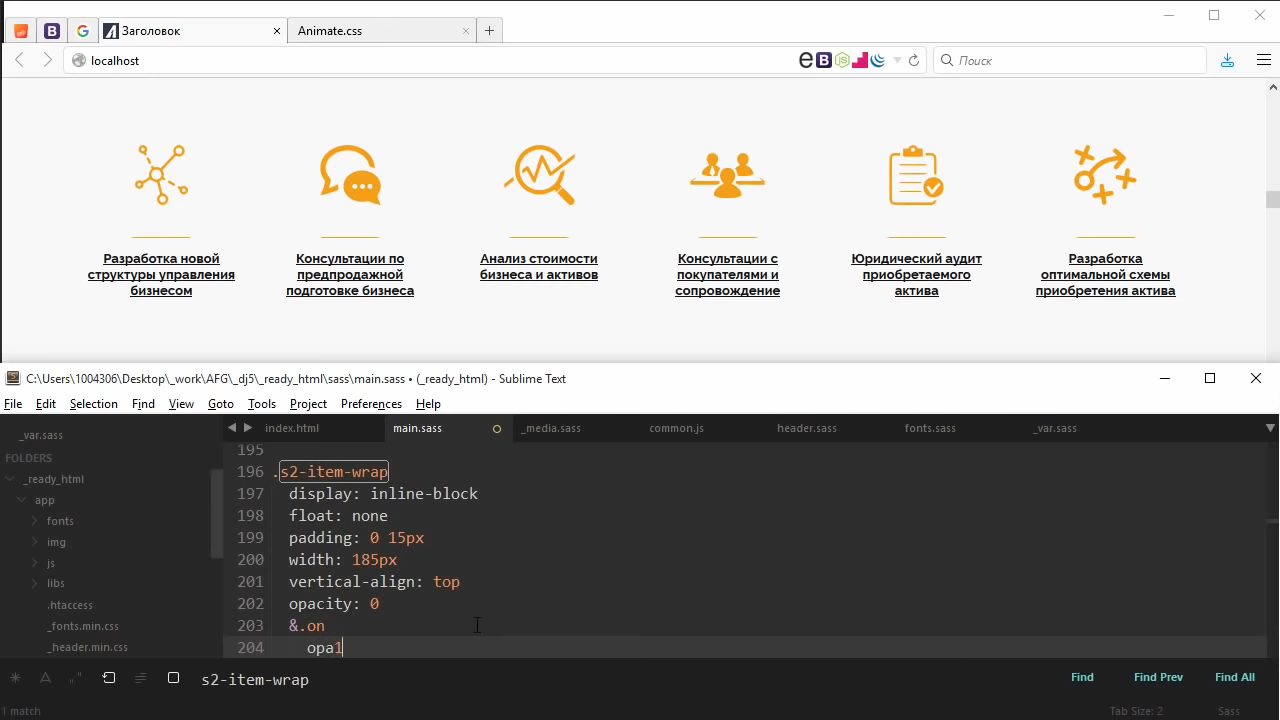 Заголовок
Animate.css
localhost
Поиск
Разработка новой
структуры управления
бизнесом
Консультации по
предпродажной
подготовке бизнеса
Анализ стоимости
бизнеса и активов
Консультации с
покупателями и
сопровождение
Юридический аудит
приобретаемого
актива
Разработка
оптимальной схемы
приобретения актива
C:\Users\1004306\Desktop\_work\AFG\_dj5\_ready_html\sass\main.sass • (_ready_html) - Sublime Text
File Edit Selection Find View Goto Tools Project Preferences Help
_var.sass
FOLDERS
_ready_html
app
fonts
img
js
libs
.htaccess
_fonts.min.css
_header.min.css
index.html main.sass _media.sass common.js header.sass fonts.sass _var.sass
195
196 .s2-item-wrap
197 display: inline-block
198 float: none
199 padding: 0 15px
200 width: 185px
201 vertical-align: top
202 opacity: 0
203 &.on
204 opa1
s2-item-wrap
Find Find Prev Find All
1 match Tab Size: 2 Sass